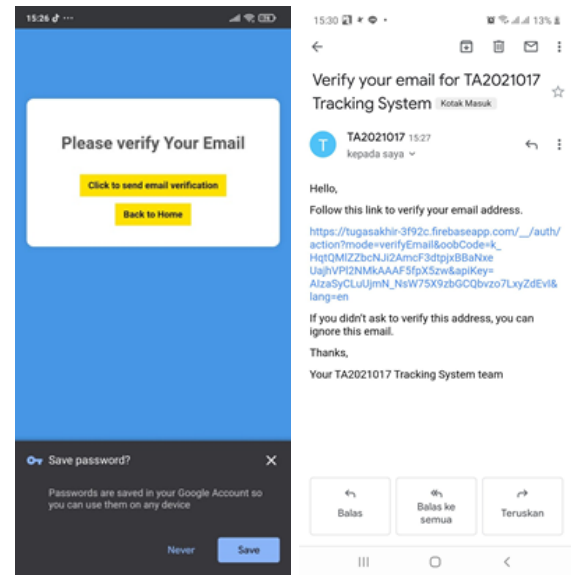 15:26
Please verify Your Email
Click to send email verification
Back to Home
Save password?
Passwords are saved in your Google Account so
you can use them on any device
Never
Save
15:30
13%
Verify your email for TA2021017
Tracking System Kotak Masuk
T
TA2021017 15:27
kepada saya
Hello,
Follow this link to verify your email address.
https://tugasakhir-3f92c.firebaseapp.com/__/auth/
action?mode=verifyEmail&oobCode=k_
HqtQMlZZbcNJi2AmcF3dtpjxBBaNxe
UajhVPl2NMkAAAF5fpX5zw&apiKey=
AIzaSyCLuUjmN_NsW75X9zbGCQbvzo7LxyZdEvI&
lang=en
If you didn't ask to verify this address, you can
ignore this email.
Thanks,
Your TA2021017 Tracking System team
Balas
Balas ke
semua
Teruskan